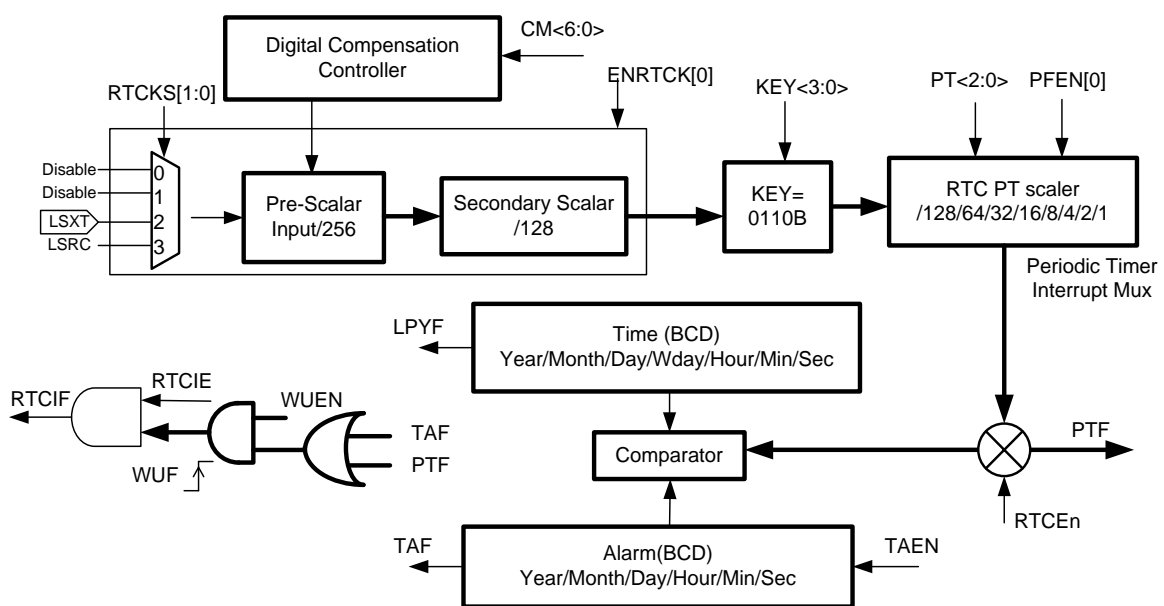 Digital Compensation
Controller
CM<6:0>
RTCKS[1:0]
ENRTCK[0]
KEY<3:0>
PT<2:0>
PFEN[0]
Disable
Disable
LSXT
LSRC
0
1
2
3
Pre-Scalar
Input/256
Secondary Scalar
/128
KEY=
0110B
RTC PT scaler
/128/64/32/16/8/4/2/1
Periodic Timer
Interrupt Mux
LPYF
Time (BCD)
Year/Month/Day/Wday/Hour/Min/Sec
RTCIF
RTCIE
WUEN
TAF
PTF
WUF
Comparator
PTF
RTCEn
TAF
Alarm(BCD)
Year/Month/Day/Hour/Min/Sec
TAEN